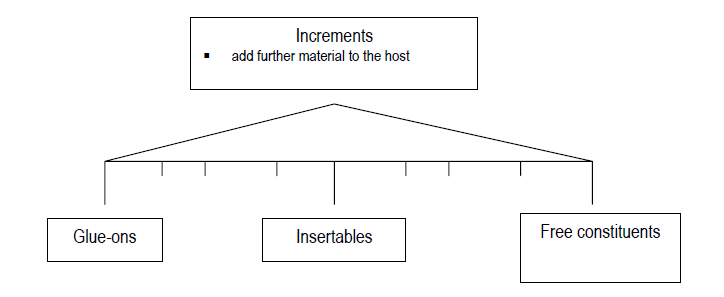 Increments
▪ add further material to the host
Glue-ons
Insertables
Free constituents